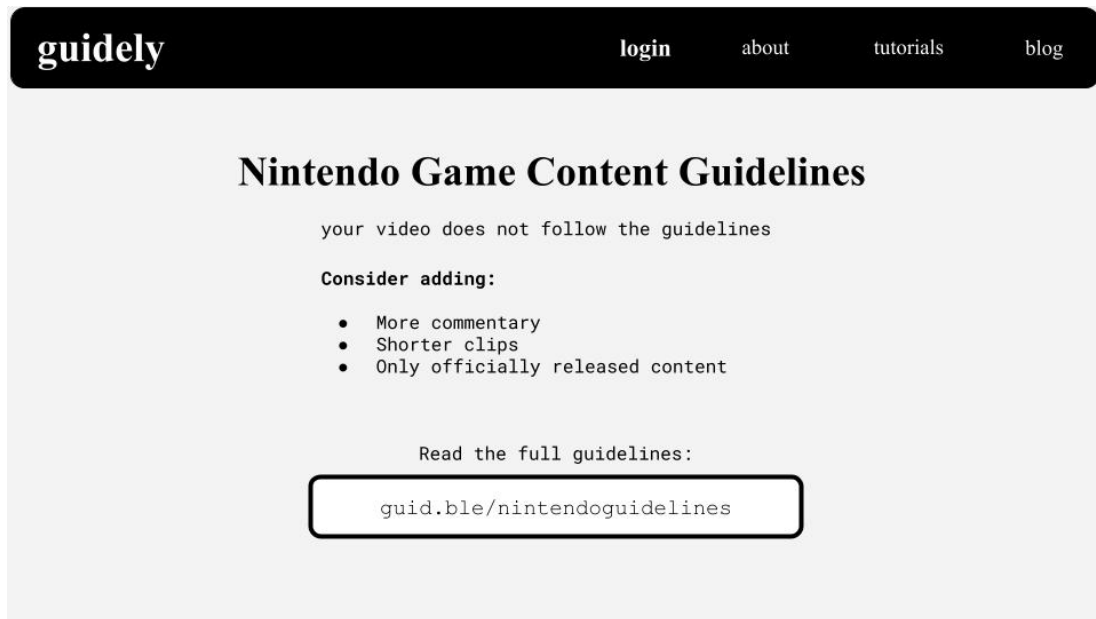 guidely
login about tutorials blog
Nintendo Game Content Guidelines
your video does not follow the guidelines
Consider adding:
● More commentary
● Shorter clips
● Only officially released content
Read the full guidelines:
guid.ble/nintendoguidelines